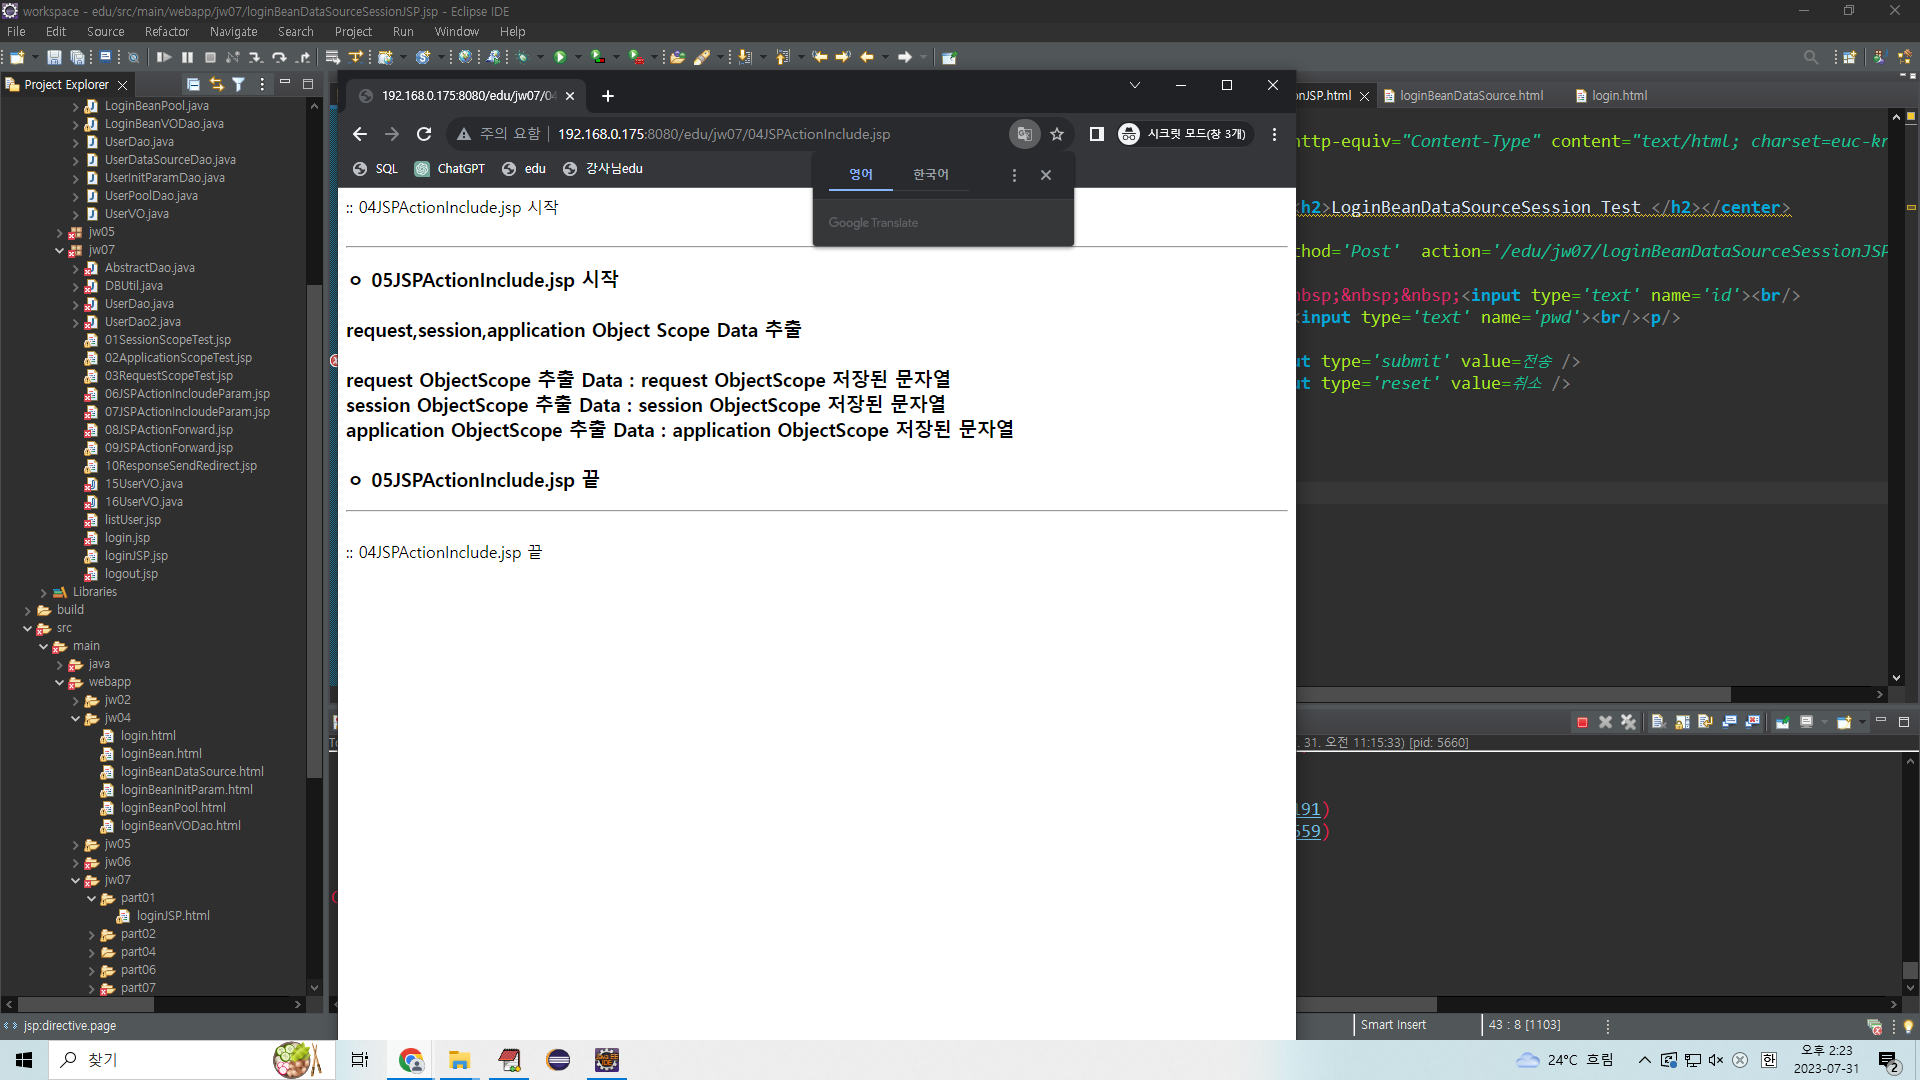 workspace - edu/src/main/webapp/jw07/loginBeanDataSourceSessionJSP.jsp - Eclipse IDE
File Edit Source Refactor Navigate Search Project Run Window Help
Project Explorer
LoginBeanPool.java
LoginBeanVODao.java
UserDao.java
UserDataSourceDao.java
UserInitParamDao.java
UserPoolDao.java
UserVO.java
jw05
jw07
AbstractDao.java
DBUtil.java
UserDao.java
UserDao2.java
01SessionScopeTest.jsp
02ApplicationScopeTest.jsp
03RequestScopeTest.jsp
06JSPActionIncloudeParam.jsp
07JSPActionIncloudeParam.jsp
08JSPActionForward.jsp
09JSPActionForward.jsp
10ResponseSendRedirect.jsp
15UserVO.java
16UserVO.java
listUser.jsp
login.jsp
loginJSP.jsp
logout.jsp
Libraries
build
src
main
java
webapp
jw02
jw04
login.html
loginBean.html
loginBeanDataSource.html
loginBeanInitParam.html
loginBeanPool.html
loginBeanVODao.html
jw05
jw06
jw07
part01
loginJSP.html
part02
part04
part06
part07
jsp:directive.page
192.168.0.175:8080/edu/jw07/04
주의 요함 | 192.168.0.175:8080/edu/jw07/04JSPActionInclude.jsp
시크릿 모드(창 3개)
SQL ChatGPT edu 강사님edu
영어 한국어
Google Translate
:: 04JSPActionInclude.jsp 시작
ㅇ 05JSPActionInclude.jsp 시작
request,session,application Object Scope Data 추출
request ObjectScope 추출 Data : request ObjectScope 저장된 문자열
session ObjectScope 추출 Data : session ObjectScope 저장된 문자열
application ObjectScope 추출 Data : application ObjectScope 저장된 문자열
ㅇ 05JSPActionInclude.jsp 끝
:: 04JSPActionInclude.jsp 끝
onJSP.html loginBeanDataSource.html login.html
http-equiv="Content-Type" content="text/html; charset=euc-kr
<h2>LoginBeanDataSourceSession Test </h2></center>
thod='Post' action='/edu/jw07/loginBeanDataSourceSessionJSP
nbsp;&nbsp;&nbsp;<input type='text' name='id'><br/>
<input type='text' name='pwd'><br/><p/>
ut type='submit' value=전송 />
ut type='reset' value=취소 />
. 31. 오전 11:15:33) [pid: 5660]
191)
559)
Smart Insert 43 : 8 [1103]
찾기
24°C 흐림
한
오후 2:23
2023-07-31
2